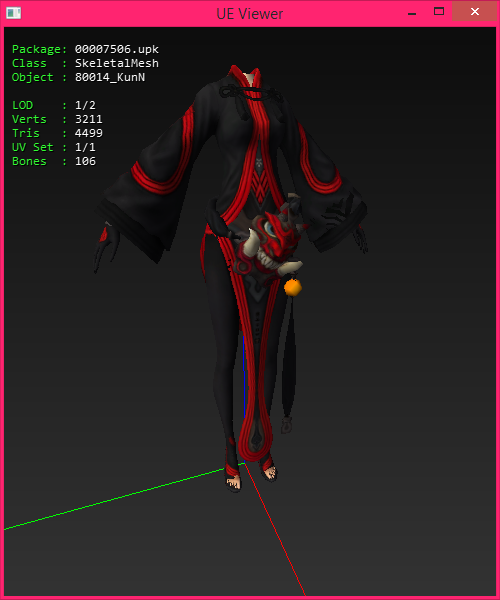 UE Viewer
Package: 00007506.upk
Class : SkeletalMesh
Object : 80014_KunN
LOD : 1/2
Verts : 3211
Tris : 4499
UV Set : 1/1
Bones : 106